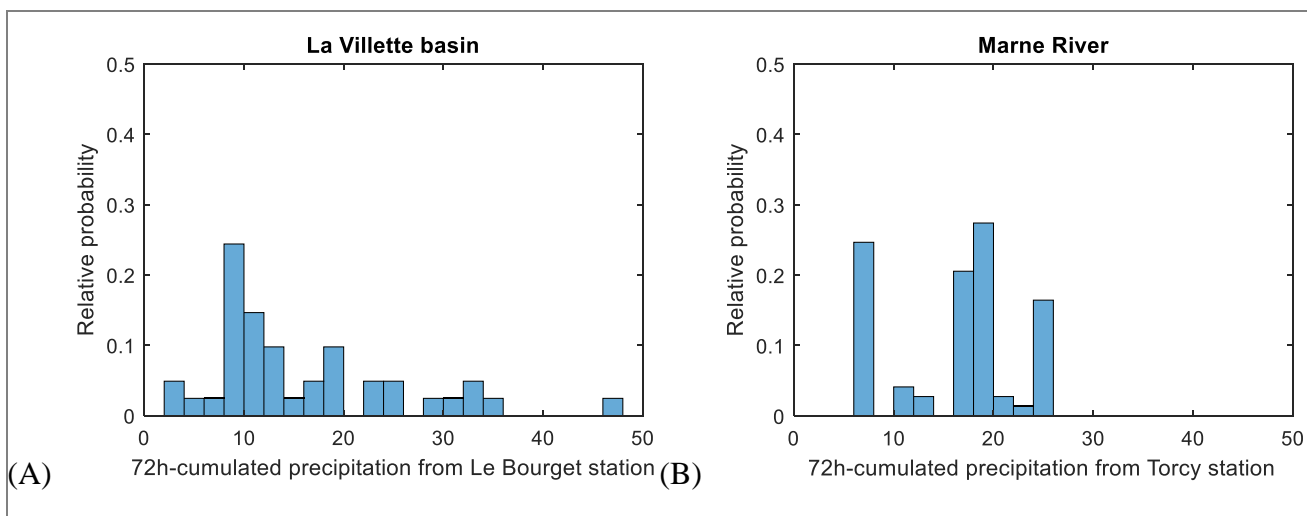 La Villette basin
0.5
0.4
0.3
0.2
0.1
0
Relative probability
0 10 20 30 40 50
72h-cumulated precipitation from Le Bourget station
(A)
Marne River
0.5
0.4
0.3
0.2
0.1
0
Relative probability
0 10 20 30 40 50
72h-cumulated precipitation from Torcy station
(B)